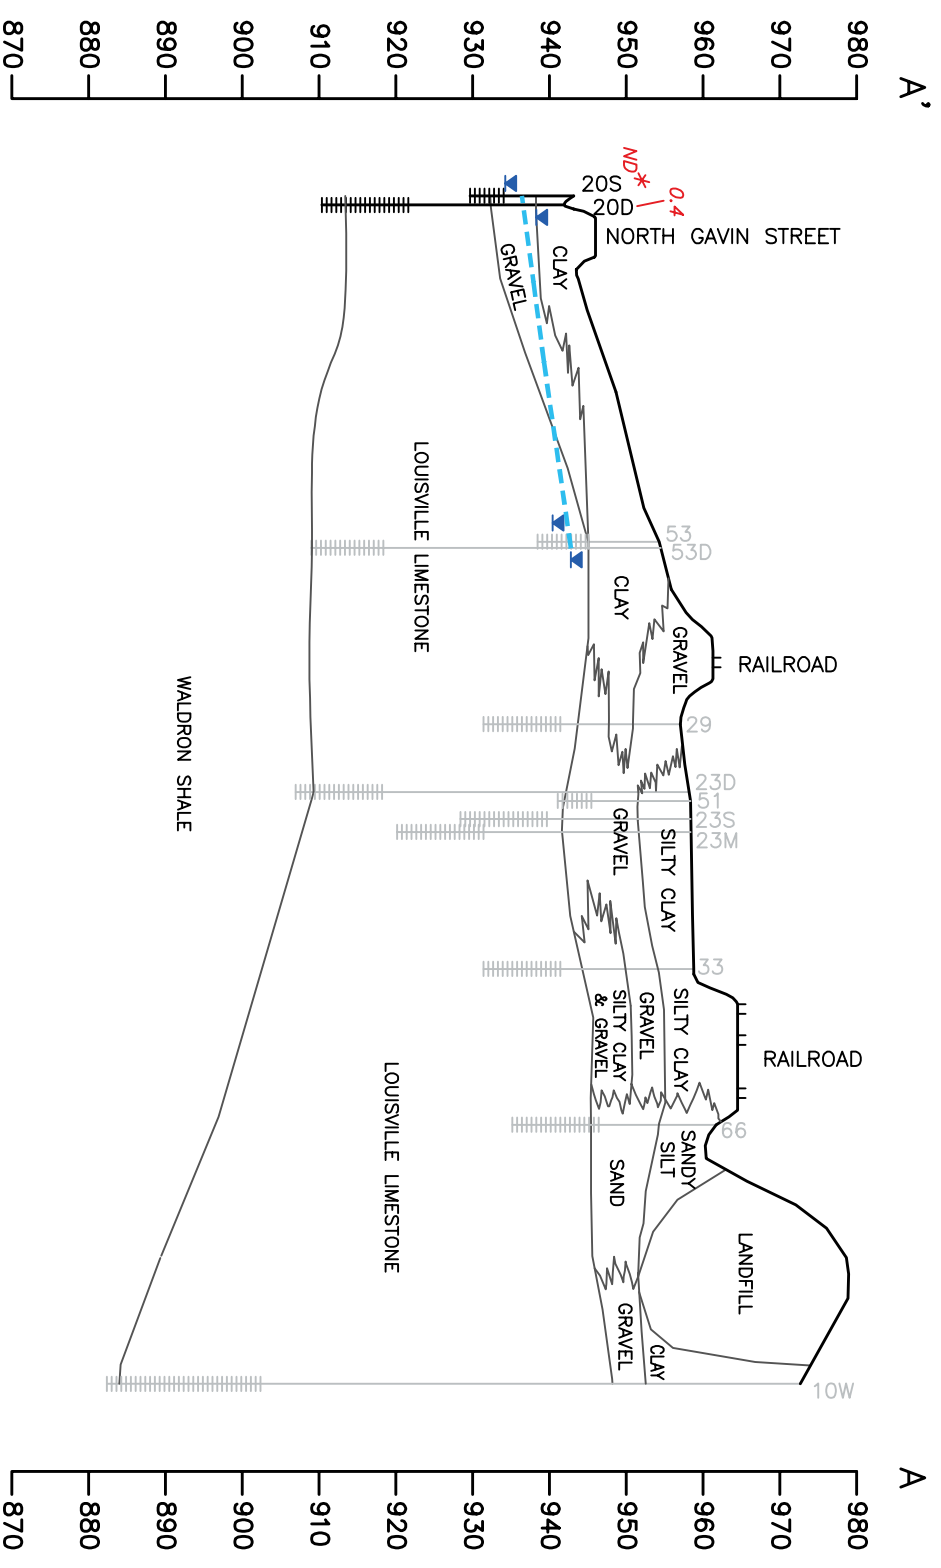 A'
980
970
960
950
940
930
920
910
900
890
880
870
ND*
0.4
20S
20D
NORTH GAVIN STREET
CLAY
GRAVEL
LOUISVILLE LIMESTONE
53
53D
CLAY
GRAVEL
RAILROAD
WALDRON SHALE
29
23D
51
23S
23M
GRAVEL
SILTY CLAY
33
SILTY CLAY
GRAVEL
SILTY CLAY
& GRAVEL
RAILROAD
LOUISVILLE LIMESTONE
66
SANDY
SILT
SAND
LANDFILL
GRAVEL
CLAY
10W
A
980
970
960
950
940
930
920
910
900
890
880
870